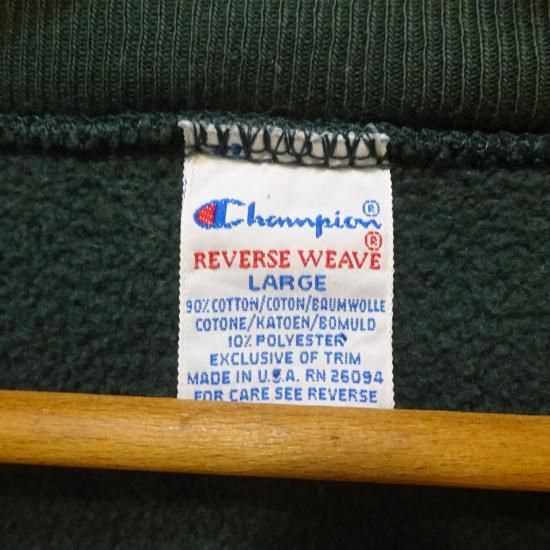 Champion®
®
REVERSE WEAVE
LARGE
90% COTTON/COTON/BAUMWOLLE
COTONE/KATOEN/BOMULD
10% POLYESTER
EXCLUSIVE OF TRIM
MADE IN U.S.A. RN 26094
FOR CARE SEE REVERSE